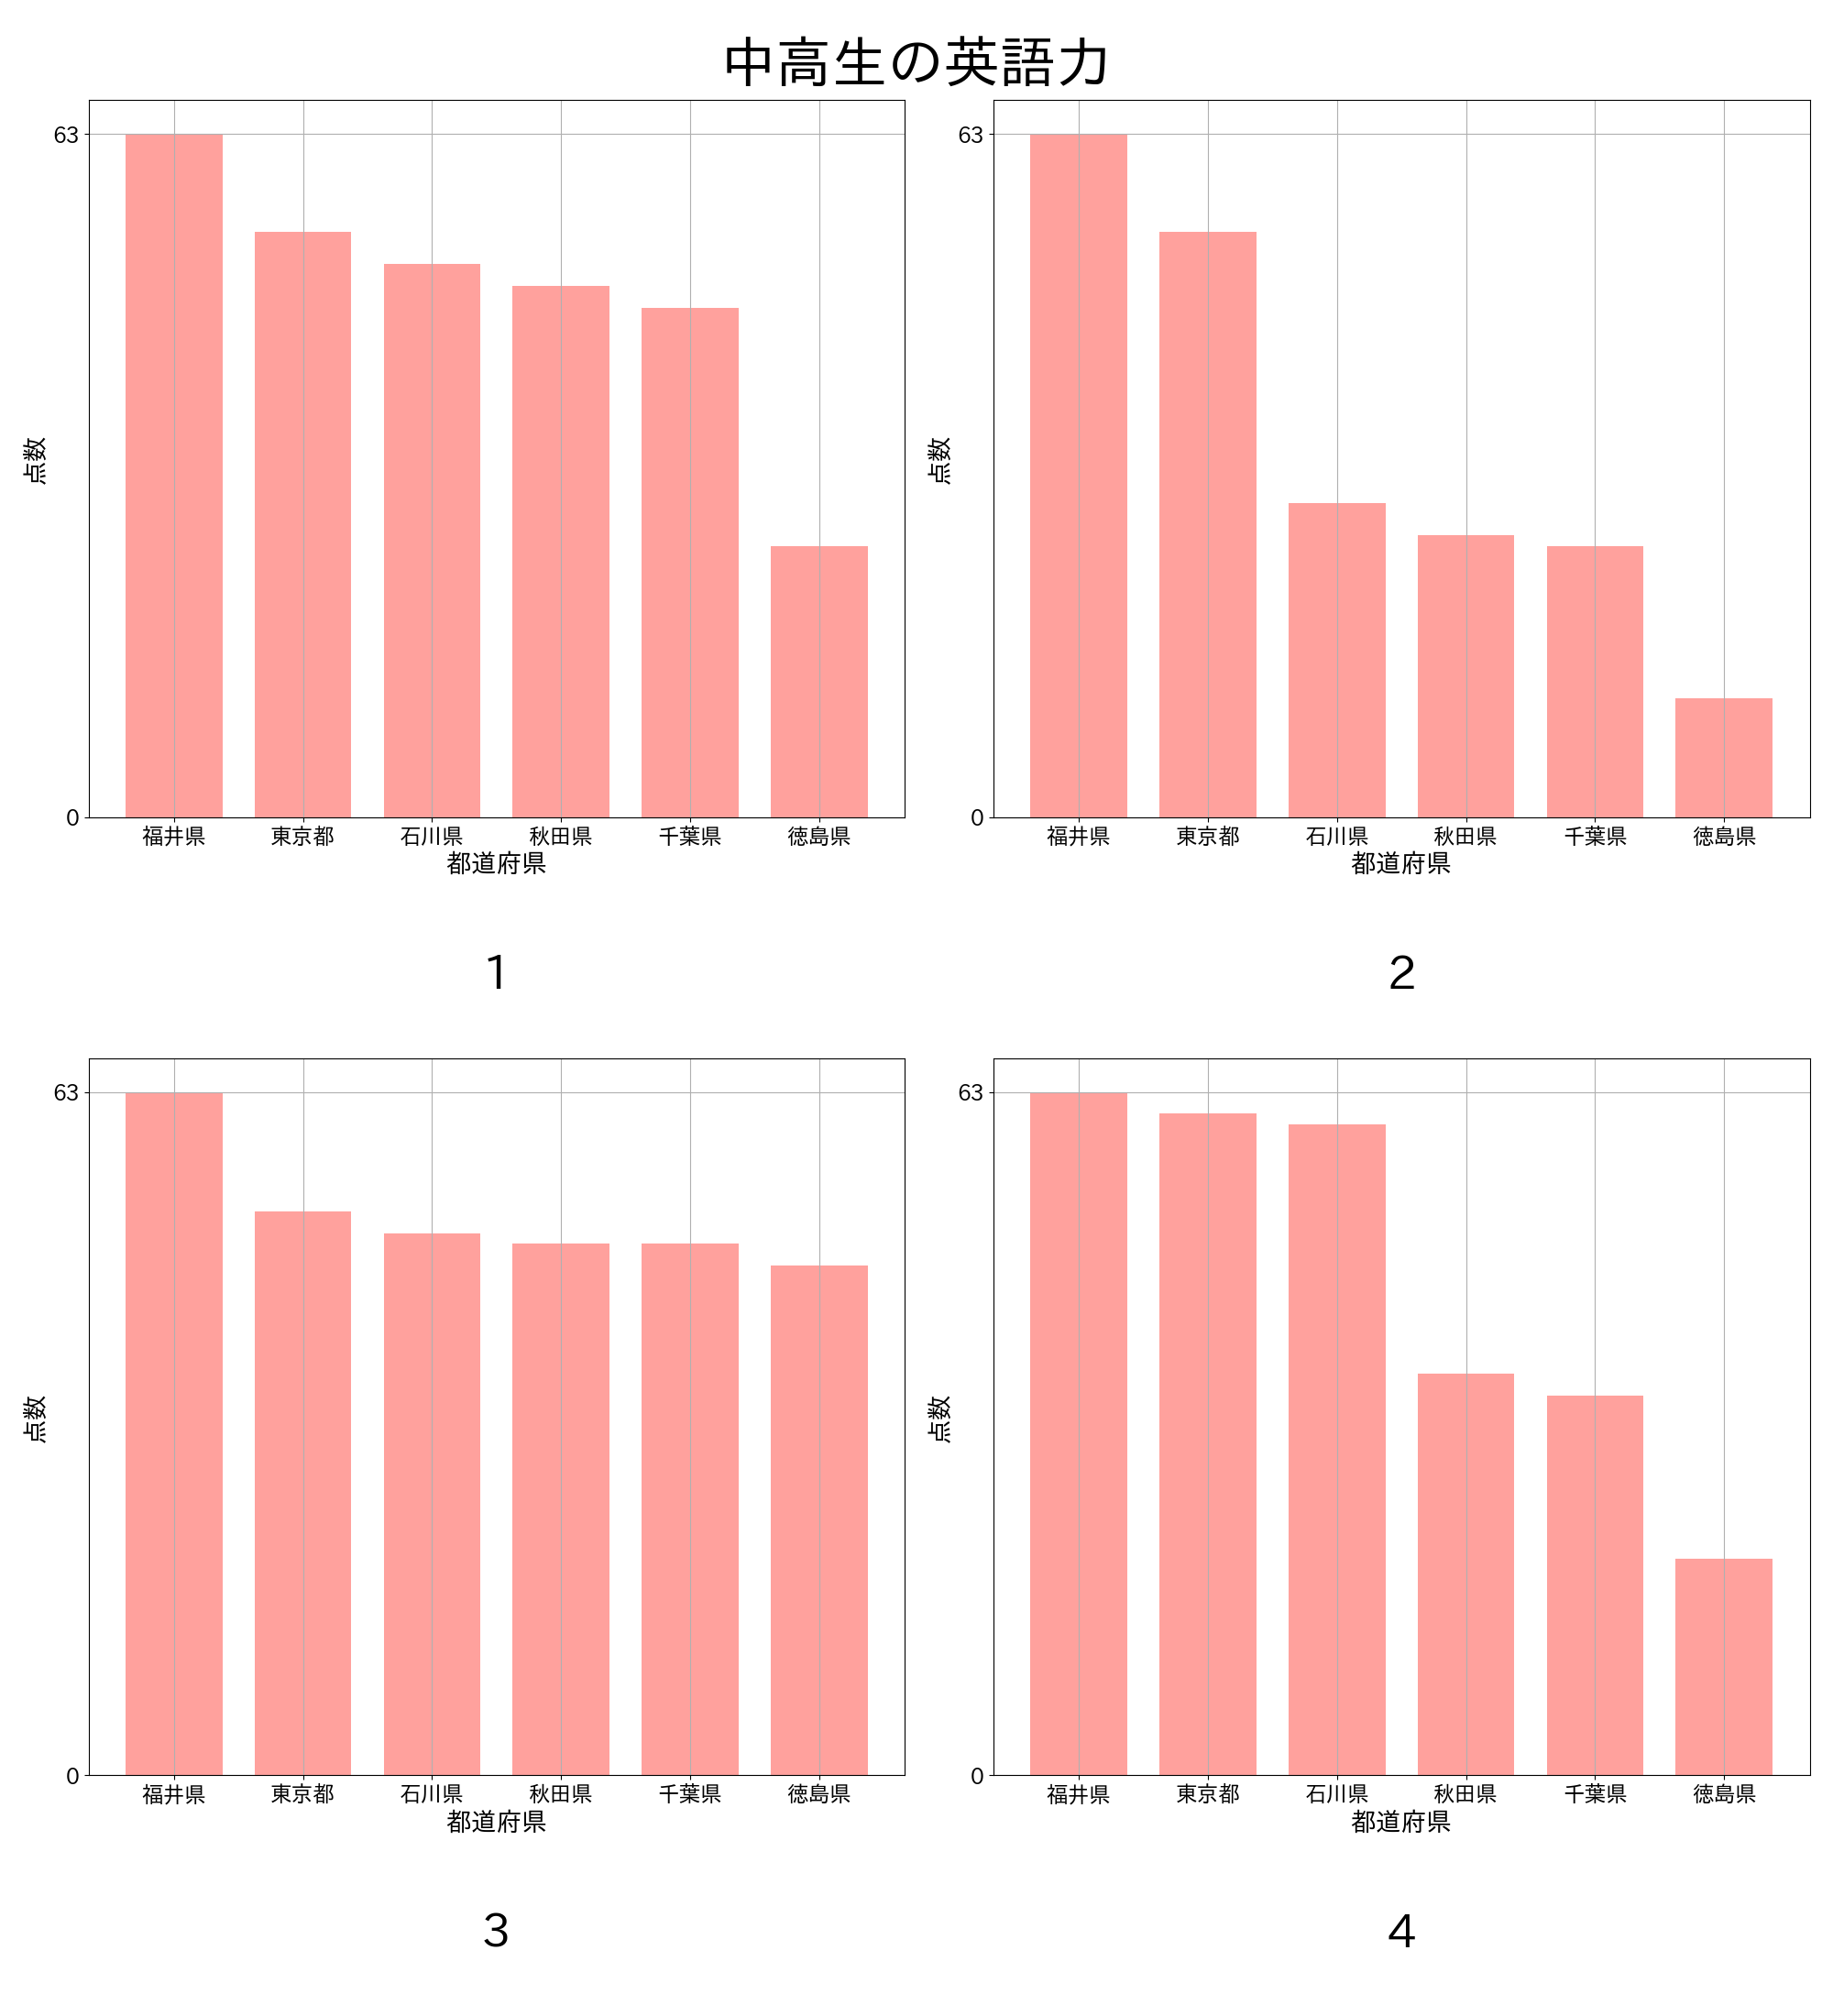 中高生の英語力
63
点数
0
福井県 東京都 石川県 秋田県 千葉県 徳島県
都道府県
1
63
点数
0
福井県 東京都 石川県 秋田県 千葉県 徳島県
都道府県
2
63
点数
0
福井県 東京都 石川県 秋田県 千葉県 徳島県
都道府県
3
63
点数
0
福井県 東京都 石川県 秋田県 千葉県 徳島県
都道府県
4